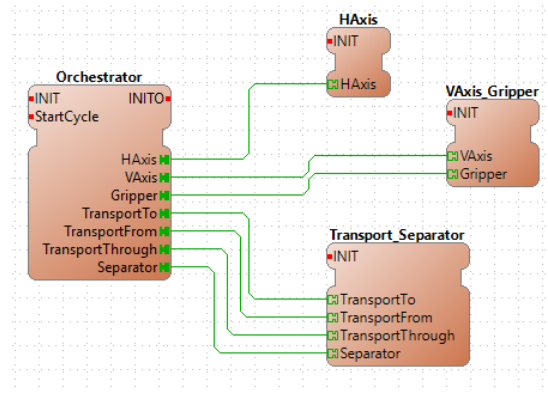 HAxis
INIT
HAxis
Orchestrator
INIT INITO
StartCycle
HAxis
VAxis
Gripper
TransportTo
TransportFrom
TransportThrough
Separator
VAxis_Gripper
INIT
VAxis
Gripper
Transport_Separator
INIT
TransportTo
TransportFrom
TransportThrough
Separator